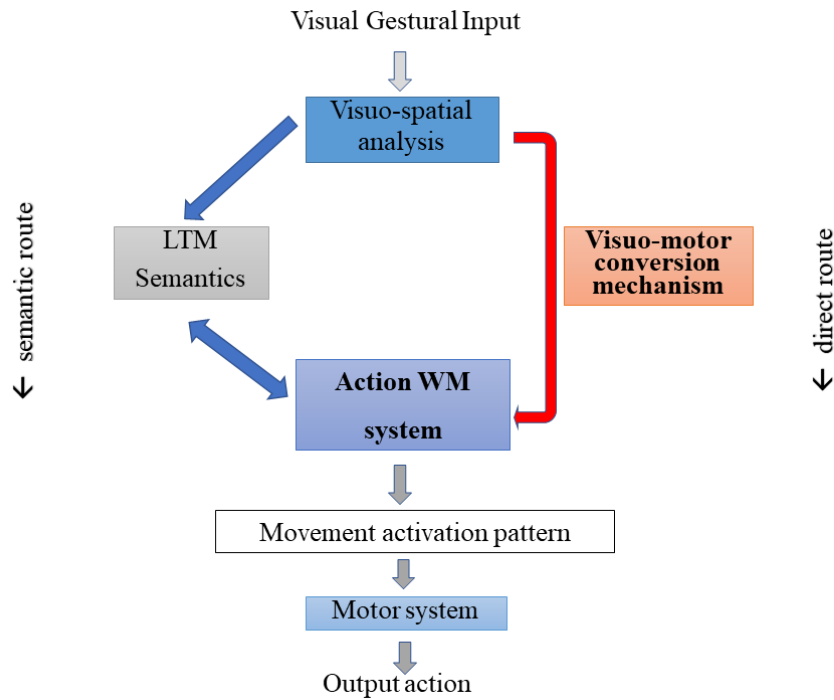 Visual Gestural Input
Visuo-spatial
analysis
LTM
Semantics
Visuo-motor
conversion
mechanism
← semantic route
← direct route
Action WM
system
Movement activation pattern
Motor system
Output action